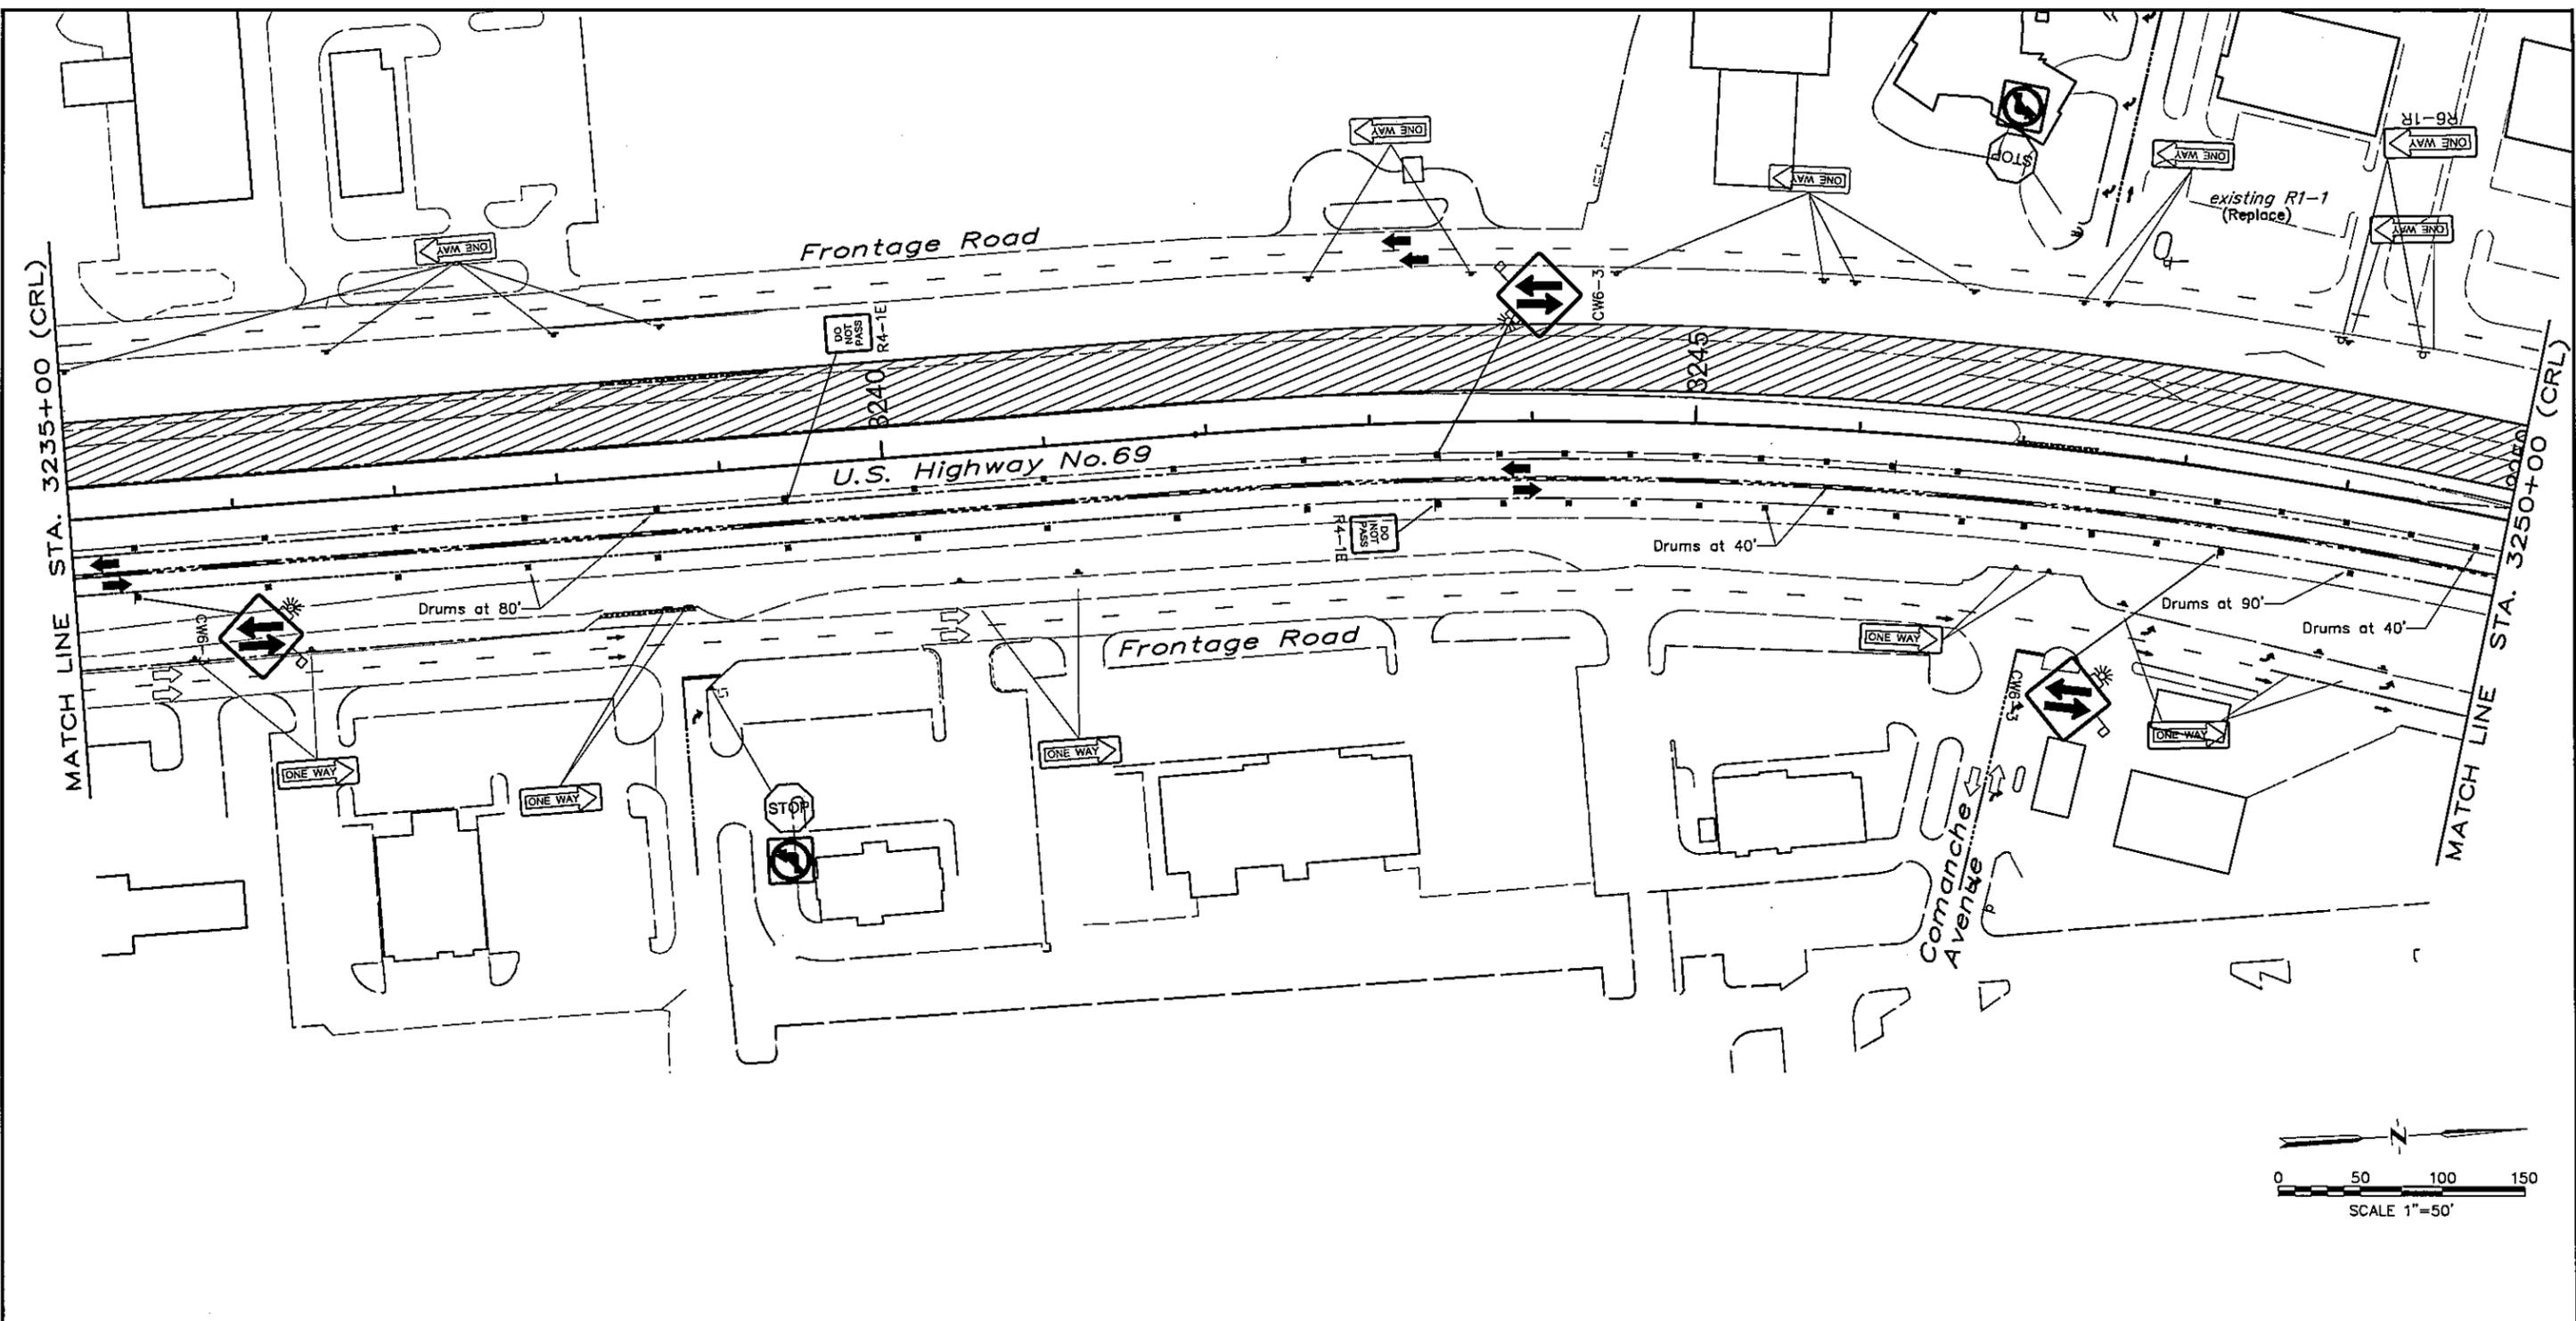 ONE WAY
ONE WAY
ONE WAY
STOP
ONE WAY
existing R1-1
(Replace)
R6-1R
ONE WAY
ONE WAY
Frontage Road
DO
NOT
PASS
R4-1E
CW6-3
3240
3245
U.S. Highway No.69
MATCH LINE STA. 3235+00 (CRL)
MATCH LINE STA. 3250+00 (CRL)
Drums at 80'
R4-1E
DO
NOT
PASS
Drums at 40'
Drums at 90'
Drums at 40'
Frontage Road
ONE WAY
ONE WAY
ONE WAY
STOP
ONE WAY
CW6-3
ONE WAY
Comanche
Avenue
N
0 50 100 150
SCALE 1"=50'